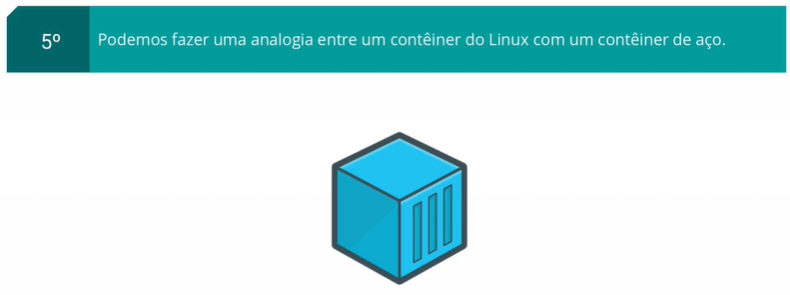 5º
Podemos fazer uma analogia entre um contêiner do Linux com um contêiner de aço.